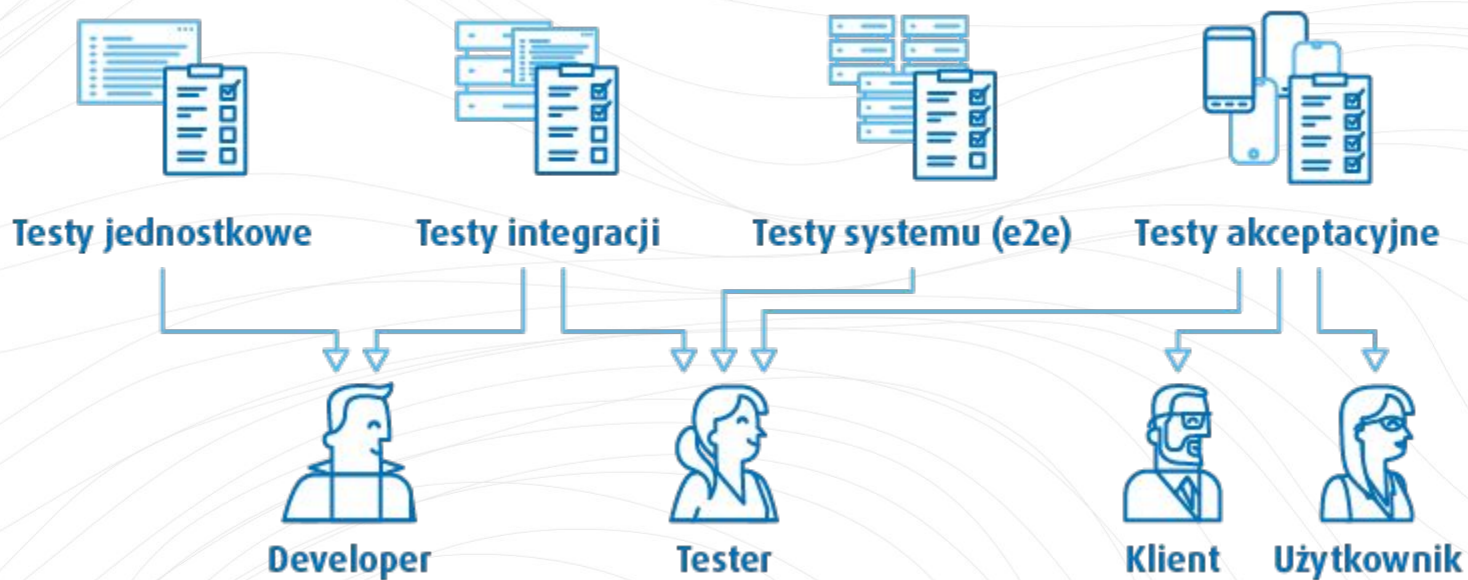 Testy jednostkowe
Testy integracji
Testy systemu (e2e)
Testy akceptacyjne
Developer
Tester
Klient
Użytkownik